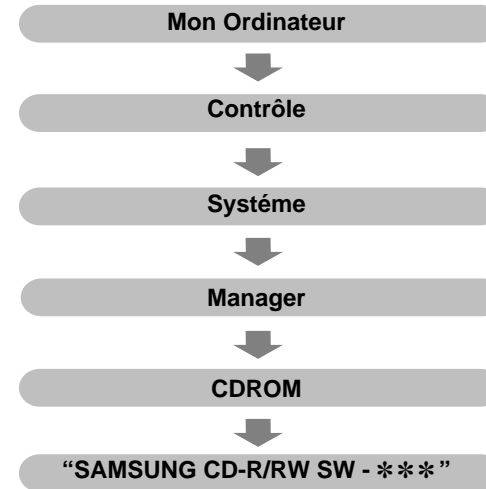 Mon Ordinateur
Contrôle
Systéme
Manager
CDROM
“SAMSUNG CD-R/RW SW - ＊＊＊”